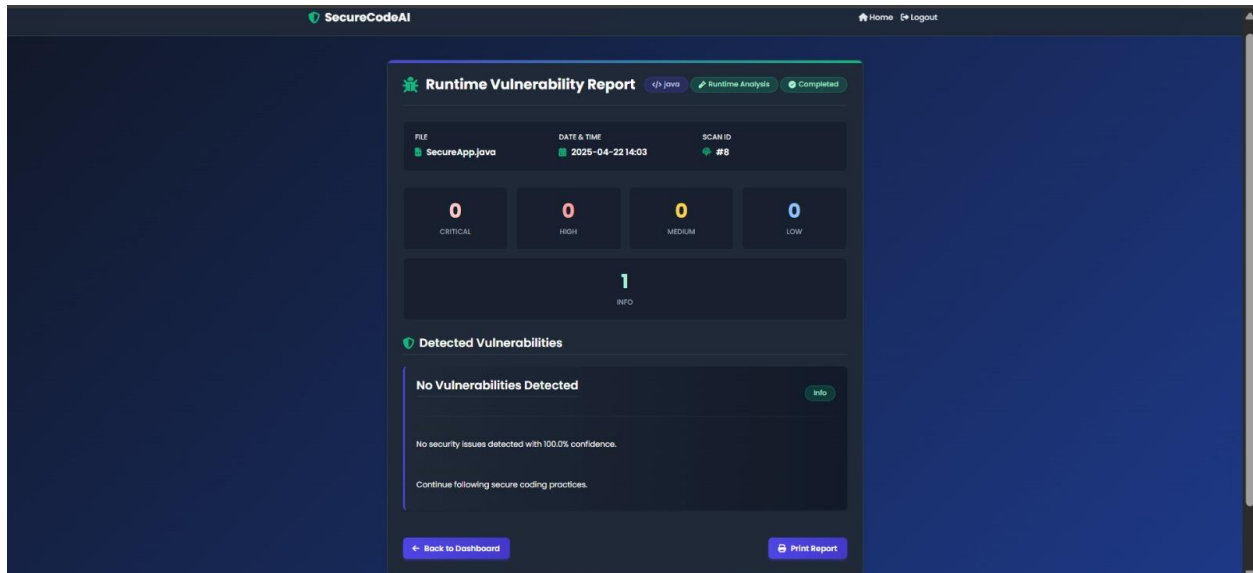 SecureCodeAI
Home Logout
Runtime Vulnerability Report </> java Runtime Analysis Completed
FILE DATE & TIME SCAN ID
SecureApp.java 2025-04-22 14:03 #8
0 0 0 0
CRITICAL HIGH MEDIUM LOW
1
INFO
Detected Vulnerabilities
No Vulnerabilities Detected
Info
No security issues detected with 100.0% confidence.
Continue following secure coding practices.
← Back to Dashboard Print Report